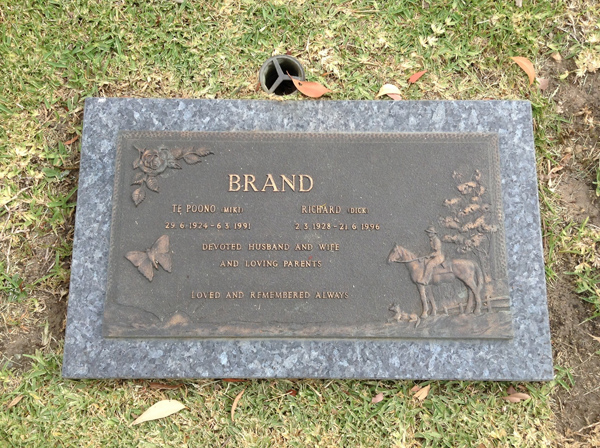 BRAND
TE POONO (MIKI) RICHARD (DICK)
29.6.1924-6.3.1991 2.3.1928-21.6.1996
DEVOTED HUSBAND AND WIFE
AND LOVING PARENTS
LOVED AND REMEMBERED ALWAYS